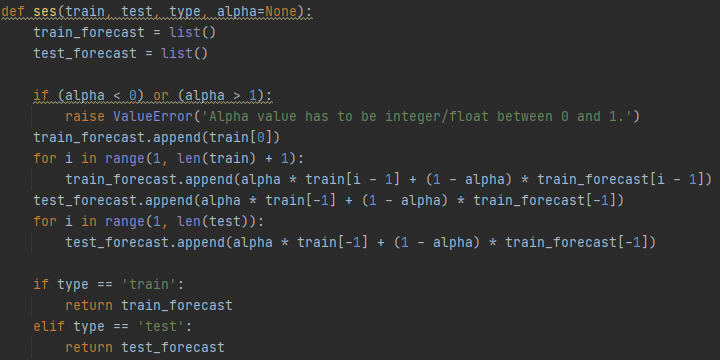 def ses(train, test, type, alpha=None):
    train_forecast = list()
    test_forecast = list()

    if (alpha < 0) or (alpha > 1):
        raise ValueError('Alpha value has to be integer/float between 0 and 1.')
    train_forecast.append(train[0])
    for i in range(1, len(train) + 1):
        train_forecast.append(alpha * train[i - 1] + (1 - alpha) * train_forecast[i - 1])
    test_forecast.append(alpha * train[-1] + (1 - alpha) * train_forecast[-1])
    for i in range(1, len(test)):
        test_forecast.append(alpha * train[-1] + (1 - alpha) * train_forecast[-1])

    if type == 'train':
        return train_forecast
    elif type == 'test':
        return test_forecast